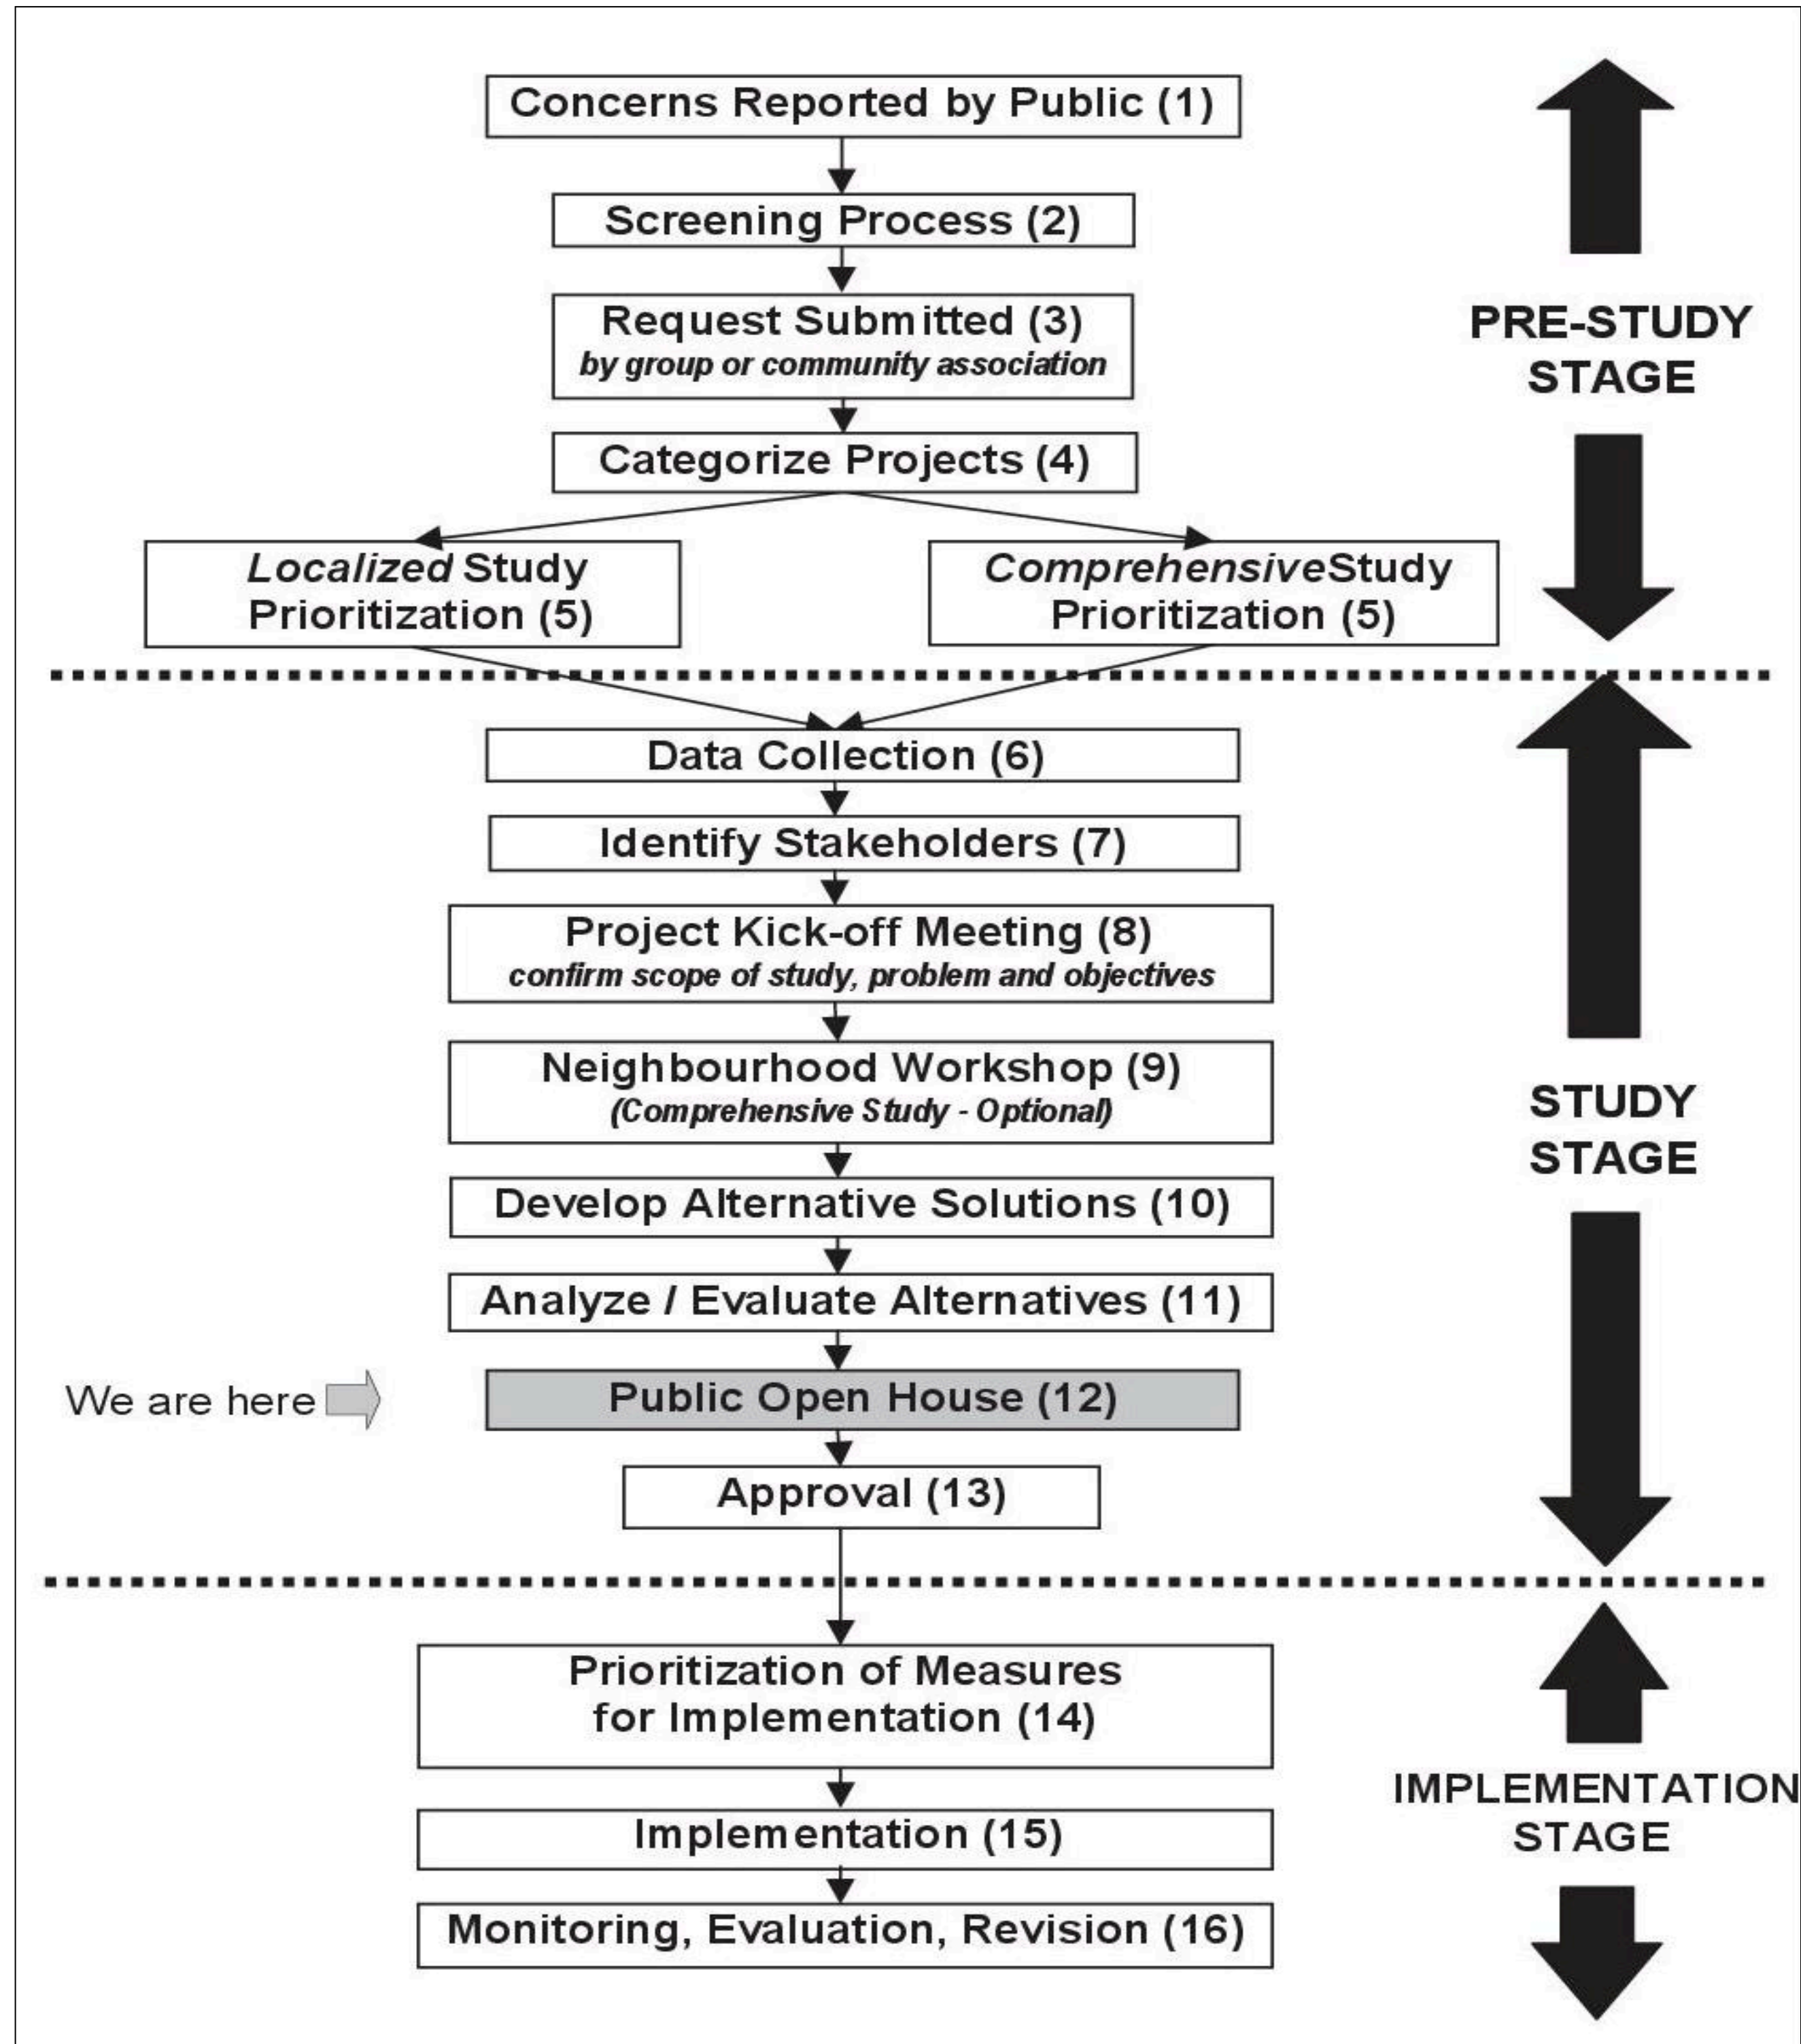 Concerns Reported by Public (1)
Screening Process (2)
Request Submitted (3)
by group or community association
PRE-STUDY
STAGE
Categorize Projects (4)
Localized Study
Prioritization (5)
ComprehensiveStudy
Prioritization (5)
Data Collection (6)
Identify Stakeholders (7)
Project Kick-off Meeting (8)
confirm scope of study, problem and objectives
Neighbourhood Workshop (9)
(Comprehensive Study - Optional)
STUDY
STAGE
Develop Alternative Solutions (10)
Analyze / Evaluate Alternatives (11)
We are here
Public Open House (12)
Approval (13)
Prioritization of Measures
for Implementation (14)
IMPLEMENTATION
STAGE
Implementation (15)
Monitoring, Evaluation, Revision (16)